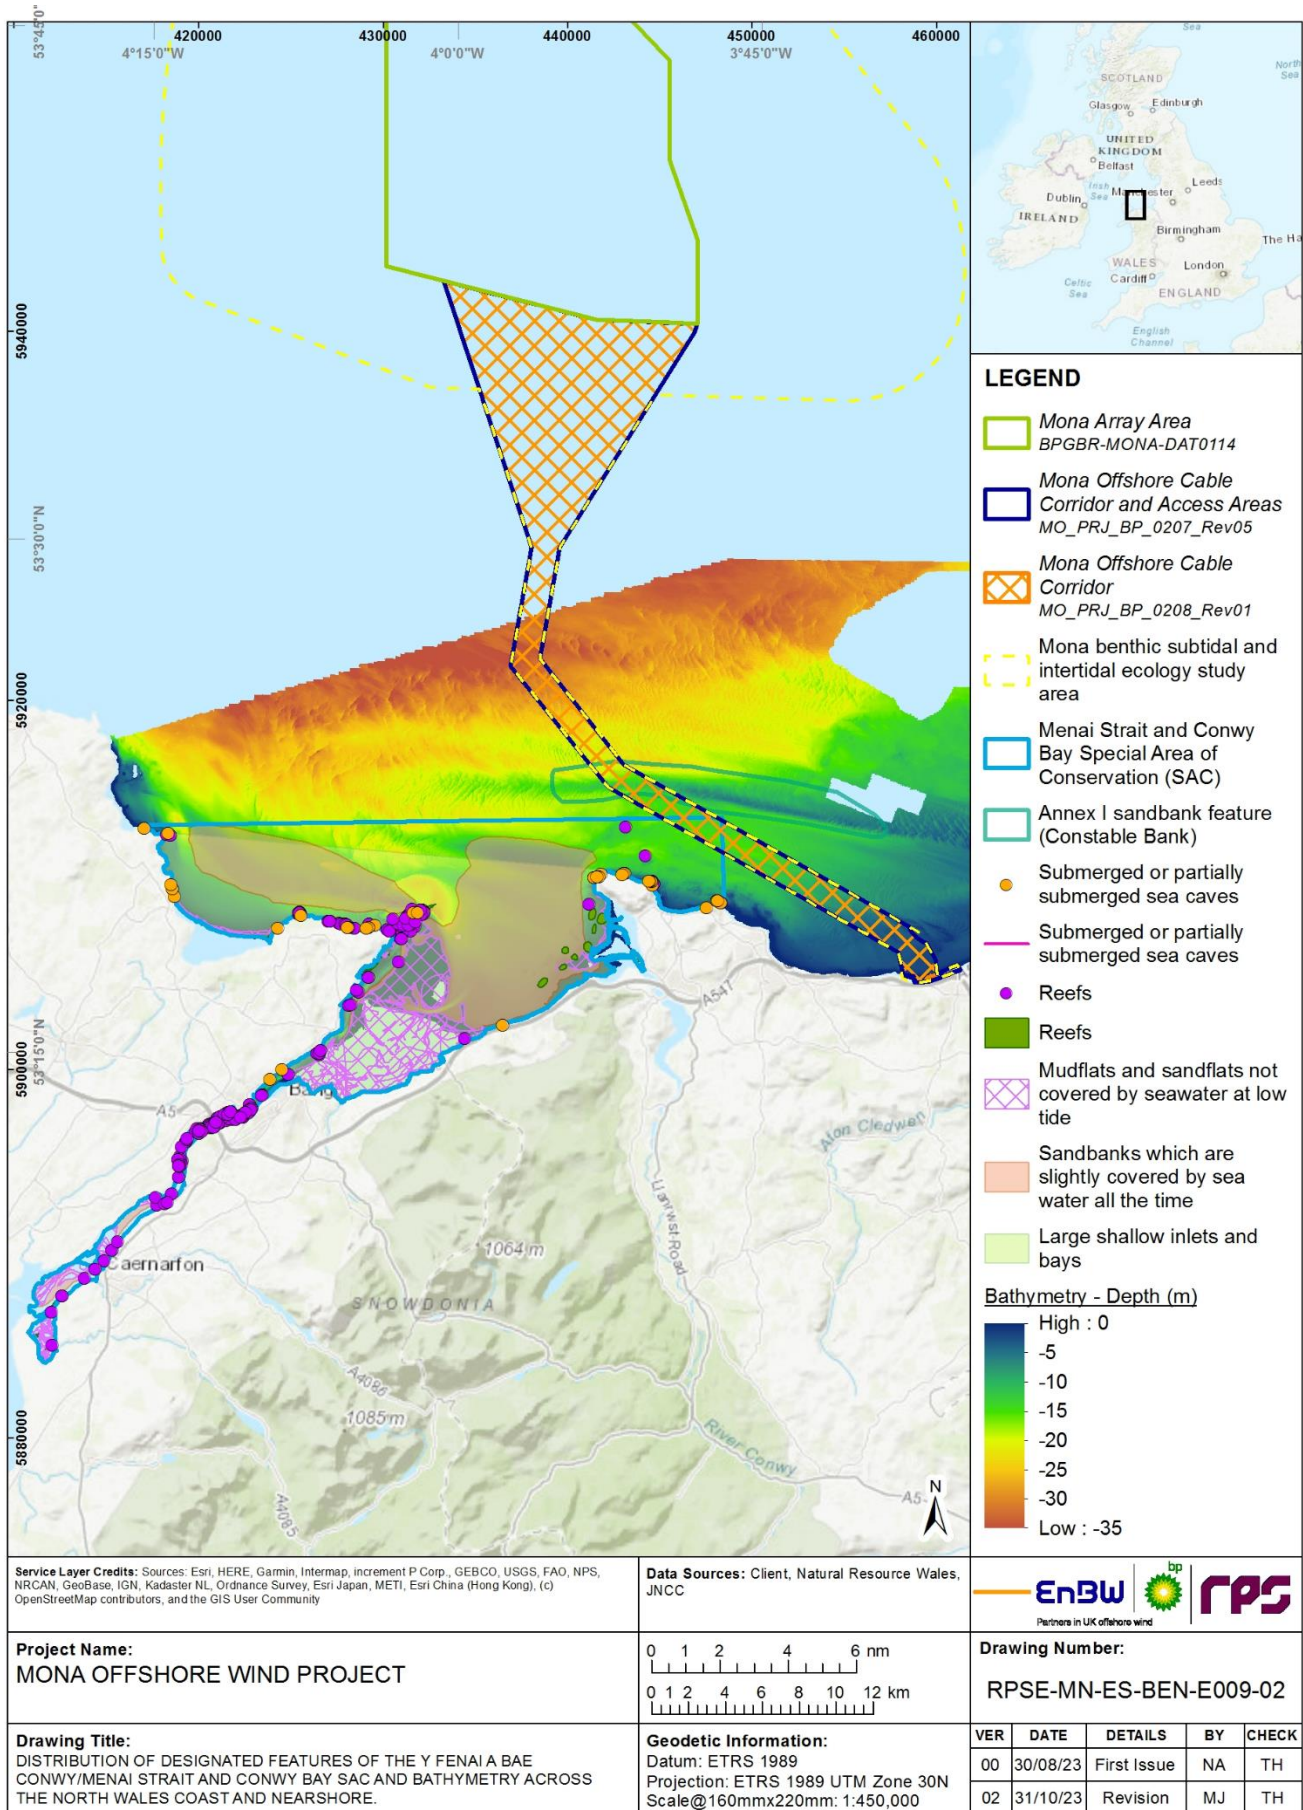 420000
430000
440000
450000
460000
4°15'0"W
4°0'0"W
3°45'0"W
53°45'0"
5940000
53°30'0"N
5920000
5900000
53°15'0"N
5880000
A547
A5
Caernarfon
1064 m
SNOWDONIA
A4086
1085 m
A4085
Llanrwst Road
Afon Cledwen
River Conwy
A5
N
Sea
North
Sea
SCOTLAND
Glasgow
Edinburgh
UNITED
KINGDOM
Belfast
Irish
Sea
Manchester
Leeds
Dublin
IRELAND
Birmingham
The Ha
WALES
Cardiff
London
Celtic
Sea
ENGLAND
English
Channel
LEGEND
Mona Array Area
BPGBR-MONA-DAT0114
Mona Offshore Cable
Corridor and Access Areas
MO_PRJ_BP_0207_Rev05
Mona Offshore Cable
Corridor
MO_PRJ_BP_0208_Rev01
Mona benthic subtidal and
intertidal ecology study
area
Menai Strait and Conwy
Bay Special Area of
Conservation (SAC)
Annex I sandbank feature
(Constable Bank)
Submerged or partially
submerged sea caves
Submerged or partially
submerged sea caves
Reefs
Reefs
Mudflats and sandflats not
covered by seawater at low
tide
Sandbanks which are
slightly covered by sea
water all the time
Large shallow inlets and
bays
Bathymetry - Depth (m)
High : 0
-5
-10
-15
-20
-25
-30
Low : -35
Service Layer Credits: Sources: Esri, HERE, Garmin, Intermap, increment P Corp., GEBCO, USGS, FAO, NPS,
NRCAN, GeoBase, IGN, Kadaster NL, Ordnance Survey, Esri Japan, METI, Esri China (Hong Kong), (c)
OpenStreetMap contributors, and the GIS User Community
Data Sources: Client, Natural Resource Wales,
JNCC
EnBW
bp
rps
Partners in UK offshore wind
Project Name:
MONA OFFSHORE WIND PROJECT
0 1 2 4 6 nm
0 1 2 4 6 8 10 12 km
Drawing Number:
RPSE-MN-ES-BEN-E009-02
Drawing Title:
DISTRIBUTION OF DESIGNATED FEATURES OF THE Y FENAI A BAE
CONWY/MENAI STRAIT AND CONWY BAY SAC AND BATHYMETRY ACROSS
THE NORTH WALES COAST AND NEARSHORE.
Geodetic Information:
Datum: ETRS 1989
Projection: ETRS 1989 UTM Zone 30N
Scale@160mmx220mm: 1:450,000
VER DATE DETAILS BY CHECK
00 30/08/23 First Issue NA TH
02 31/10/23 Revision MJ TH